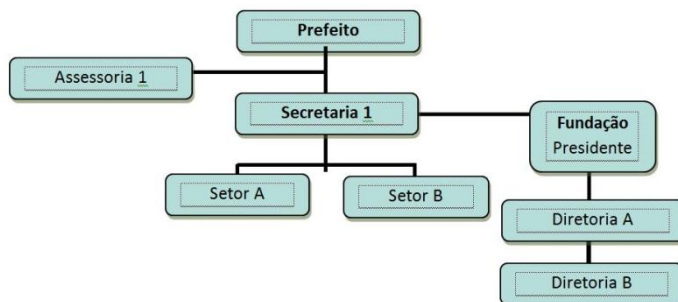 Prefeito
Assessoria 1
Secretaria 1
Fundação
Presidente
Setor A
Setor B
Diretoria A
Diretoria B